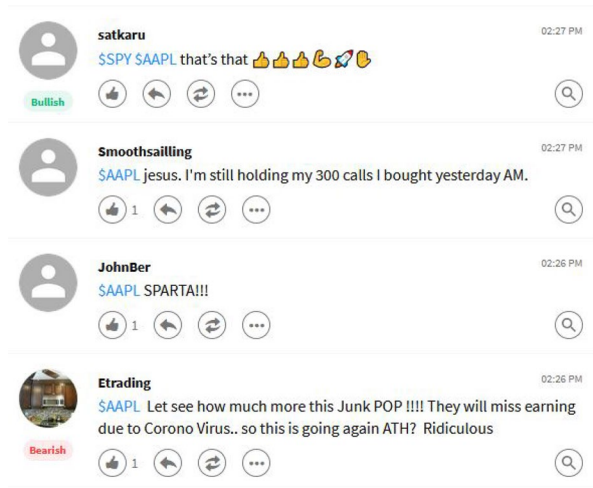 satkaru
02:27 PM
$SPY $AAPL that's that 👍👍👍💪🚀✋
Bullish
Smoothsailling
02:27 PM
$AAPL jesus. I'm still holding my 300 calls I bought yesterday AM.
1
JohnBer
02:26 PM
$AAPL SPARTA!!!
1
Etrading
02:26 PM
$AAPL Let see how much more this Junk POP !!!! They will miss earning
due to Corono Virus.. so this is going again ATH? Ridiculous
Bearish
1